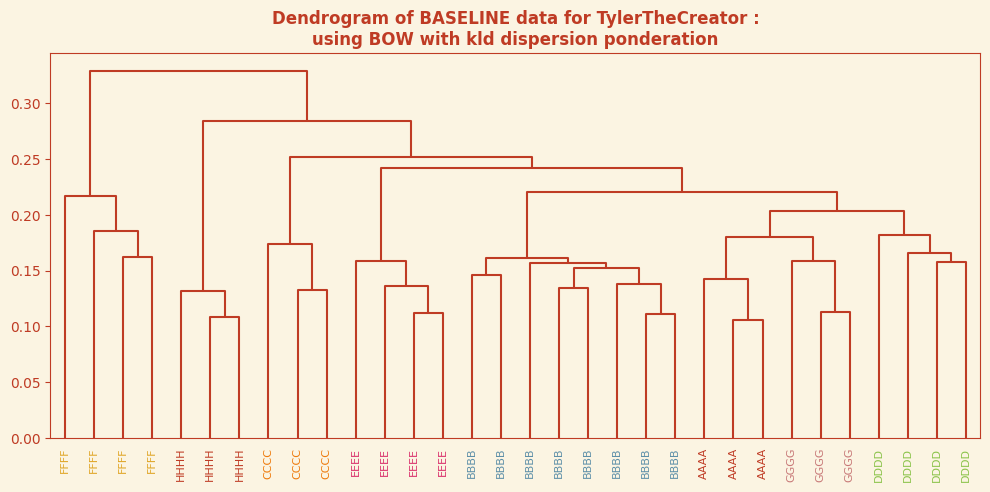 Dendrogram of BASELINE data for TylerTheCreator :
using BOW with kld dispersion ponderation
0.30
0.25
0.20
0.15
0.10
0.05
0.00
FFFF FFFF FFFF FFFF HHHH HHHH HHHH CCCC CCCC CCCC EEEE EEEE EEEE EEEE BBBB BBBB BBBB BBBB BBBB BBBB BBBB BBBB AAAA AAAA AAAA GGGG GGGG GGGG DDDD DDDD DDDD DDDD